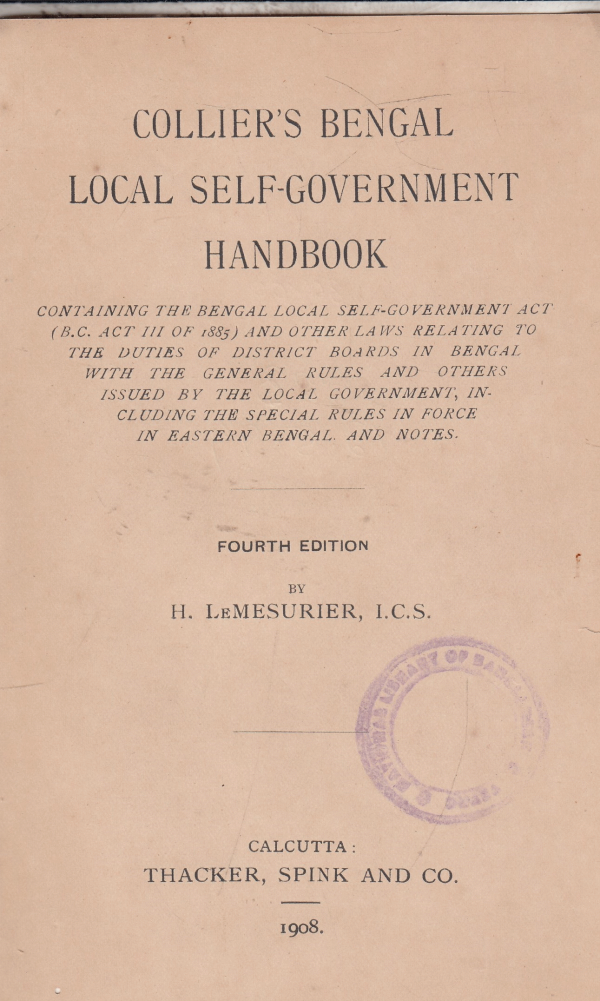 COLLIER'S BENGAL
LOCAL SELF-GOVERNMENT
HANDBOOK
CONTAINING THE BENGAL LOCAL SELF-GOVERNMENT ACT
(B.C. ACT III OF 1885) AND OTHER LAWS RELATING TO
THE DUTIES OF DISTRICT BOARDS IN BENGAL
WITH THE GENERAL RULES AND OTHERS
ISSUED BY THE LOCAL GOVERNMENT, IN-
CLUDING THE SPECIAL RULES IN FORCE
IN EASTERN BENGAL. AND NOTES.
FOURTH EDITION
BY
H. LEMESURIER, I.C.S.
LIBRARY OF
CALCUTTA:
THACKER, SPINK AND CO.
1908.